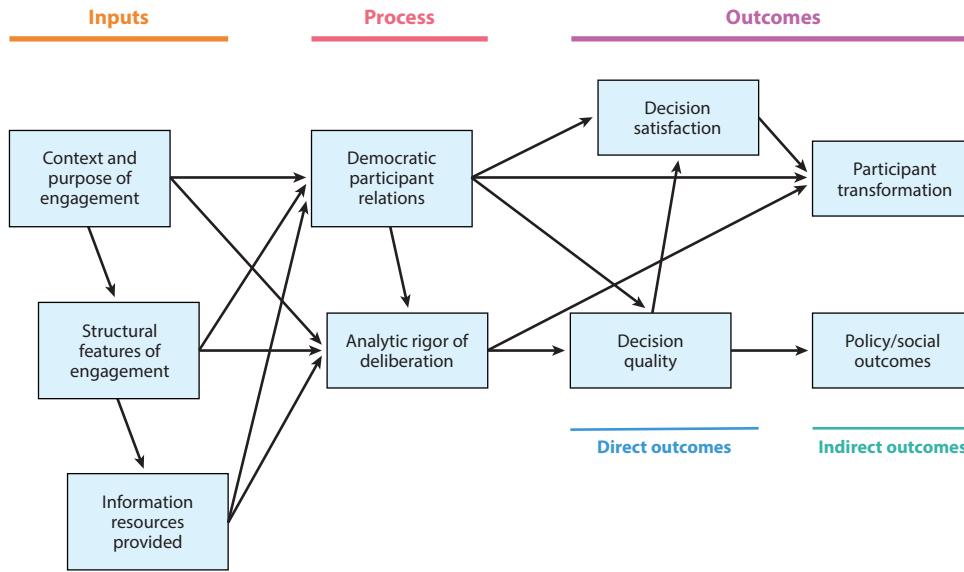 Inputs
Process
Outcomes
Context and
purpose of
engagement
Structural
features of
engagement
Information
resources
provided
Democratic
participant
relations
Analytic rigor of
deliberation
Decision
satisfaction
Decision
quality
Participant
transformation
Policy/social
outcomes
Direct outcomes
Indirect outcomes